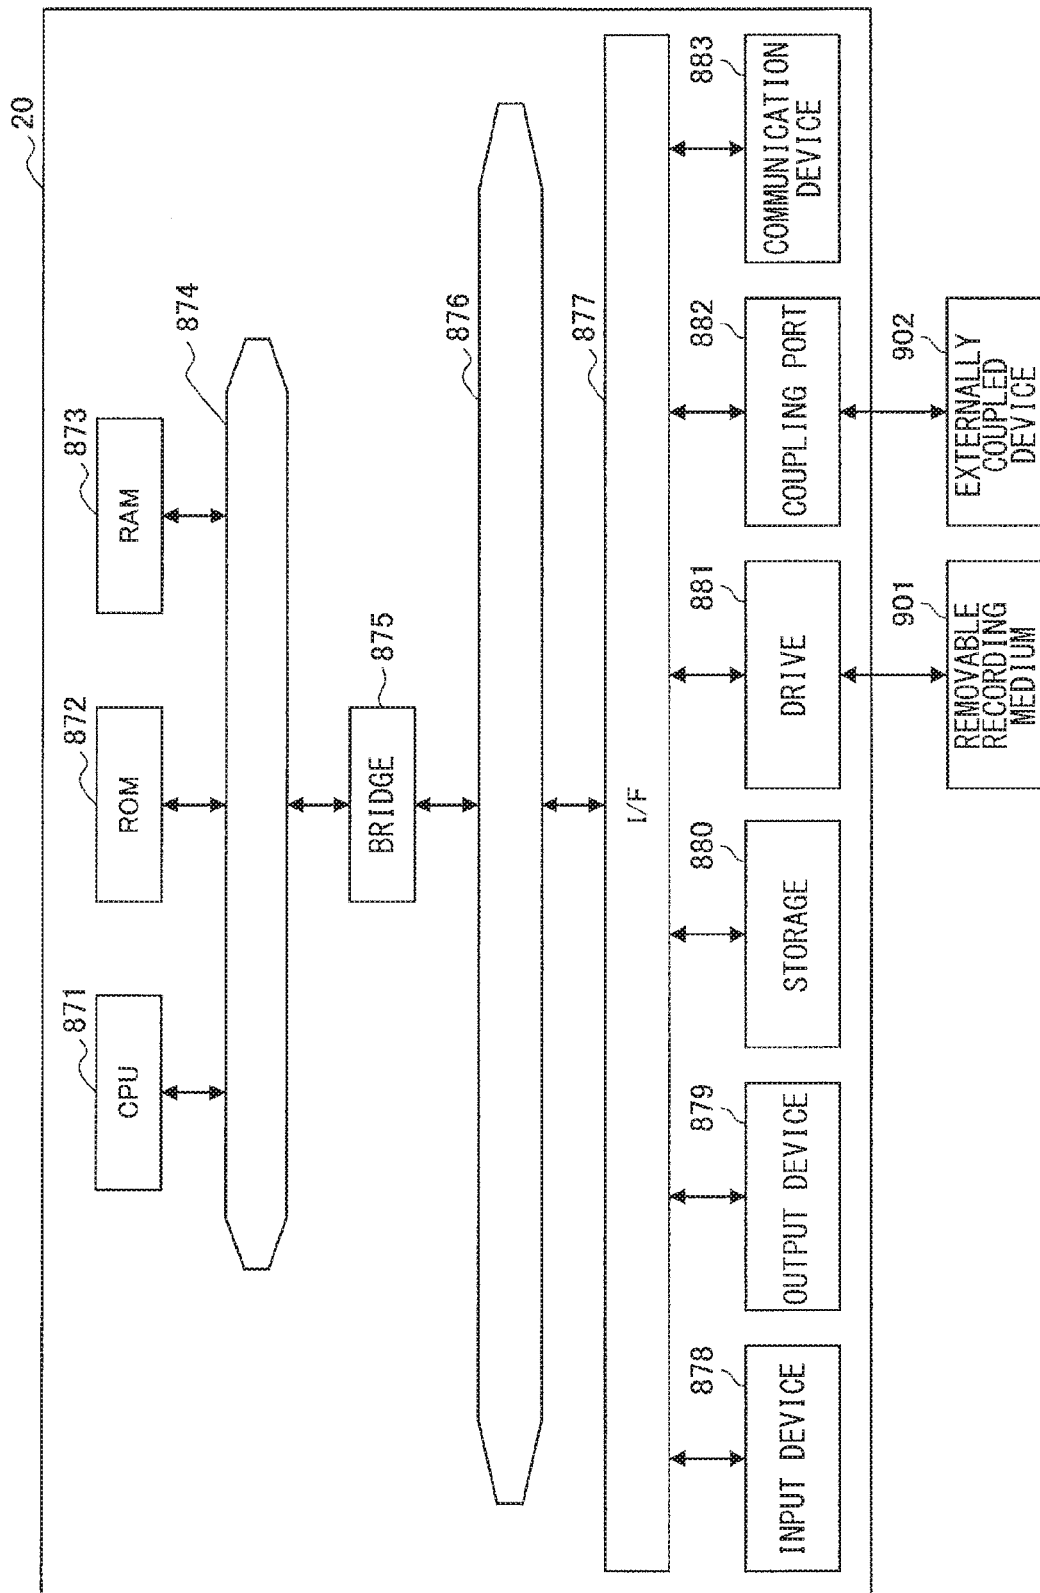 20
871
CPU
872
ROM
873
RAM
874
875
BRIDGE
876
877
I/F
878
INPUT DEVICE
879
OUTPUT DEVICE
880
STORAGE
881
DRIVE
882
COUPLING PORT
883
COMMUNICATION
DEVICE
901
REMOVABLE
RECORDING
MEDIUM
902
EXTERNALLY
COUPLED
DEVICE